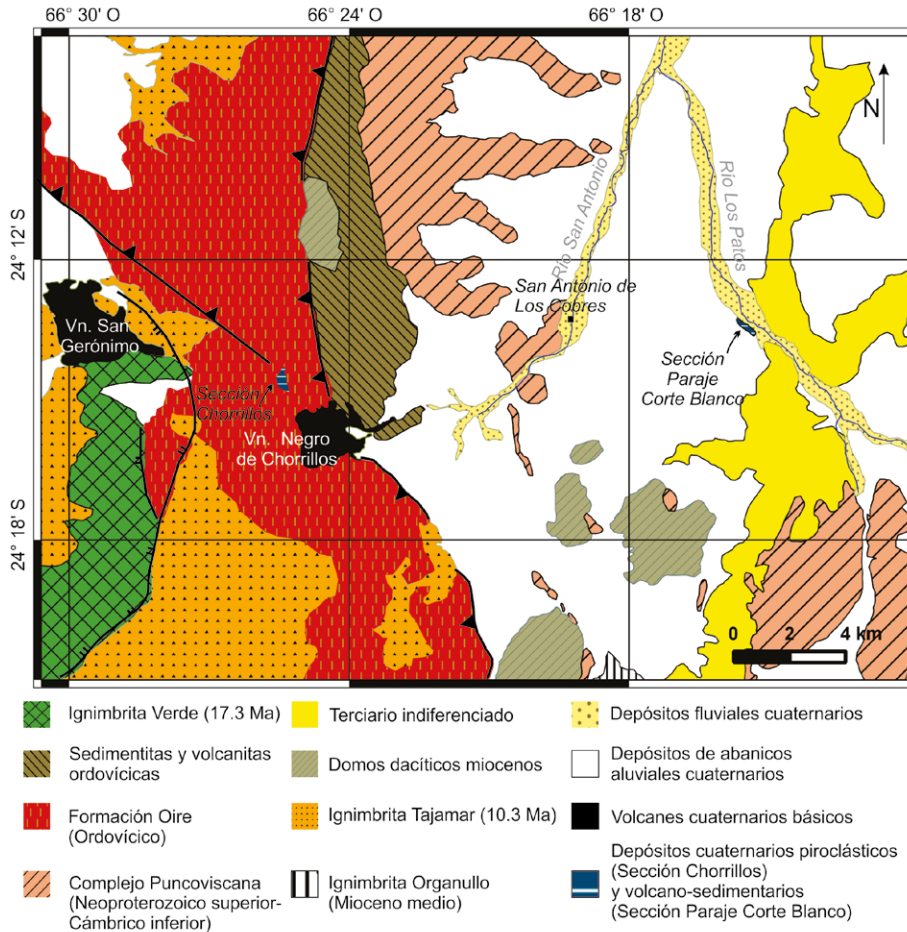 66° 30' O
66° 24' O
66° 18' O
N
Río San Antonio
Río Los Patos
24° 12' S
San Antonio de
Los Cobres
Vn. San
Gerónimo
Sección
Chorrillos
Sección
Paraje
Corte Blanco
Vn. Negro
de Chorrillos
24° 18' S
0 2 4 km
Ignimbrita Verde (17.3 Ma)
Sedimentitas y volcanitas
ordovícicas
Formación Oire
(Ordovícico)
Complejo Puncoviscana
(Neoproterozoico superior-
Cámbrico inferior)
Terciario indiferenciado
Domos dacíticos miocenos
Ignimbrita Tajamar (10.3 Ma)
Ignimbrita Organullo
(Mioceno medio)
Depósitos fluviales cuaternarios
Depósitos de abanicos
aluviales cuaternarios
Volcanes cuaternarios básicos
Depósitos cuaternarios piroclásticos
(Sección Chorrillos)
y volcano-sedimentarios
(Sección Paraje Corte Blanco)